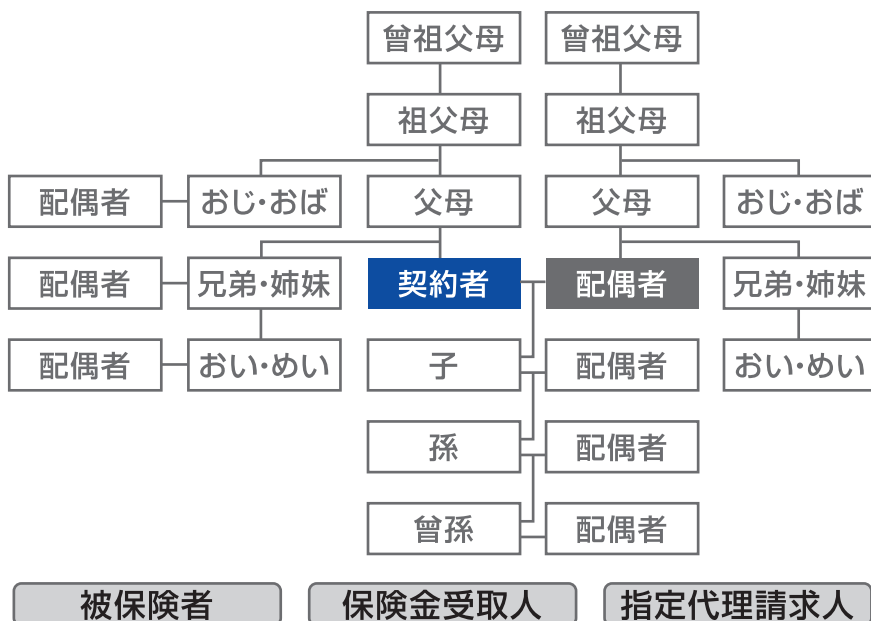 曾祖父母 曾祖父母
祖父母 祖父母
配偶者 おじ・おば 父母 父母 おじ・おば
配偶者 兄弟・姉妹 契約者 配偶者 兄弟・姉妹
配偶者 おい・めい 子 配偶者 おい・めい
孫 配偶者
曾孫 配偶者
被保険者 保険金受取人 指定代理請求人